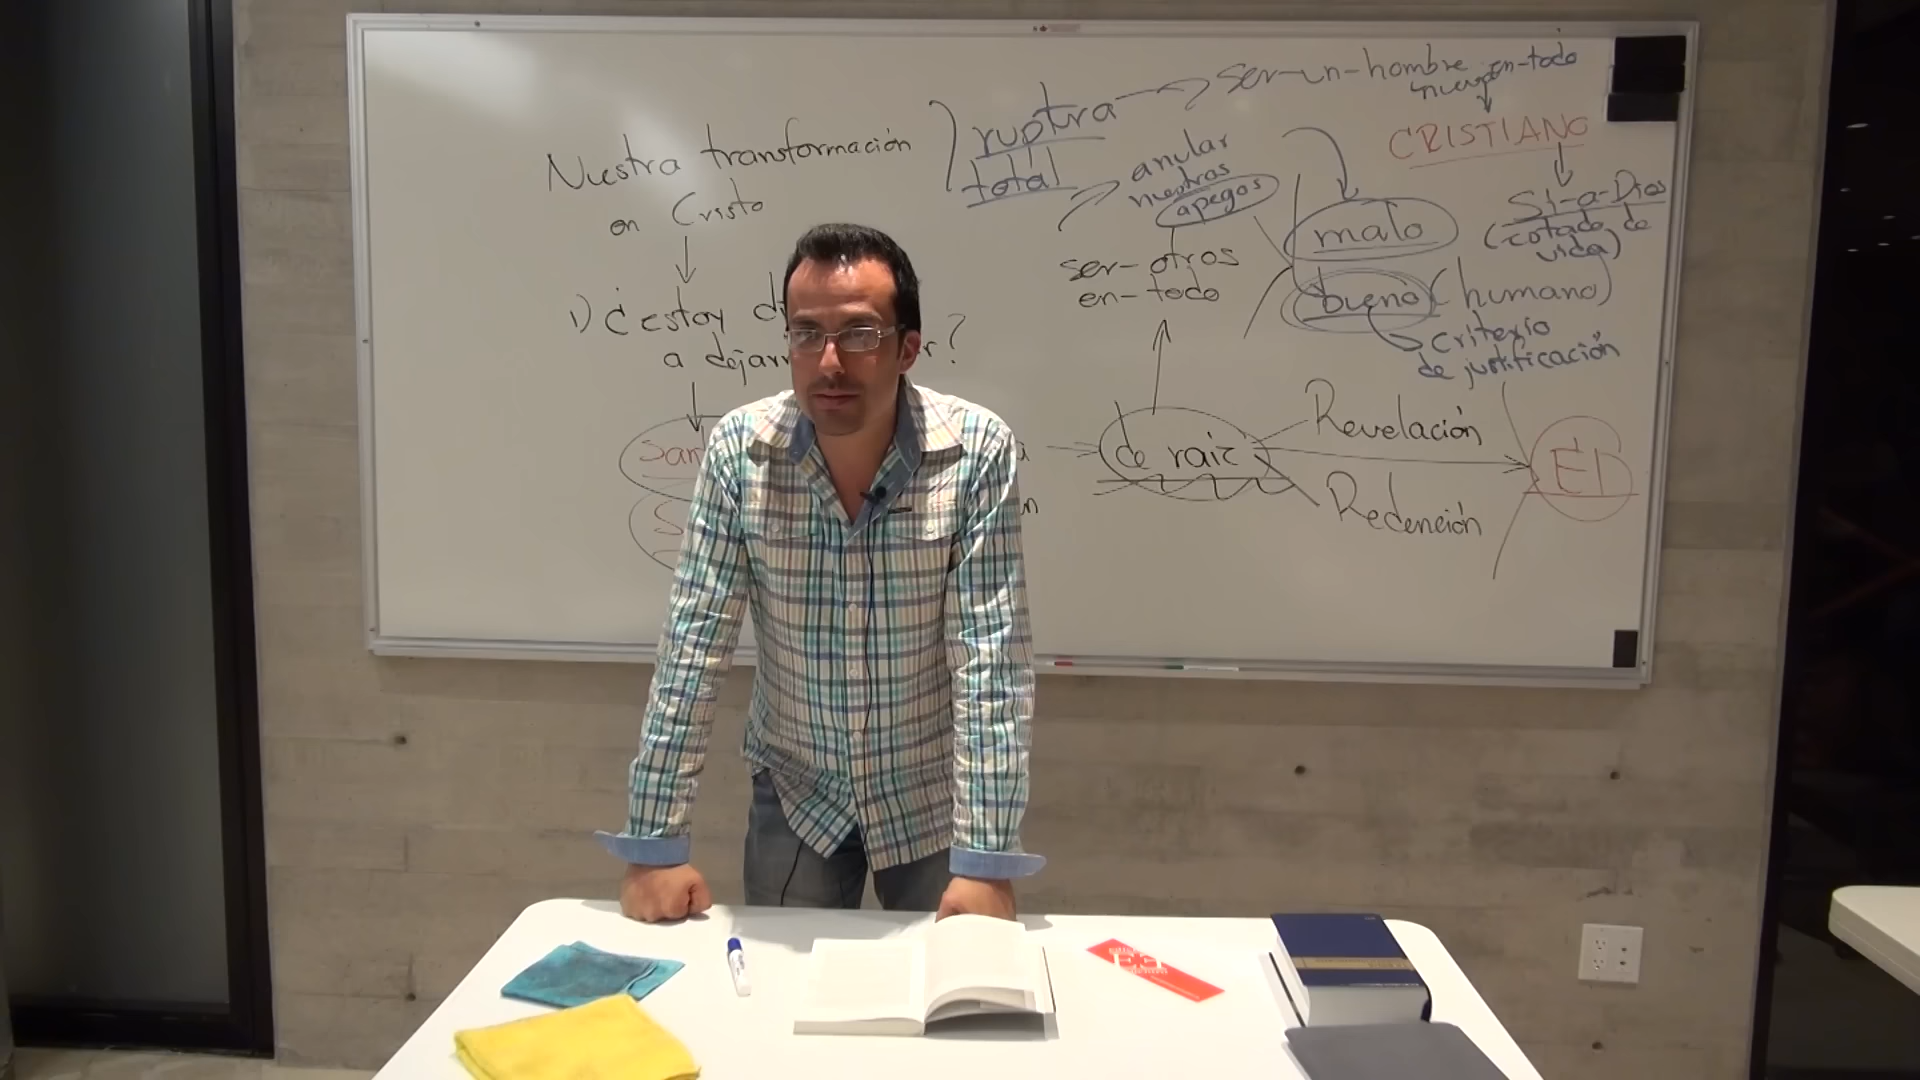 Nuestra transformación
en Cristo
1) ¿estoy
a dejar
ruptura
total
ser-un-hombre
nuevo
en-todo
CRISTIANO
Sí-a-Dios
(cotado de
vida)
anular
nuestros
apegos
ser-otros
en-todo
malo
bueno (humano)
criterio
de justificación
de raíz
Revelación
Redención
Él